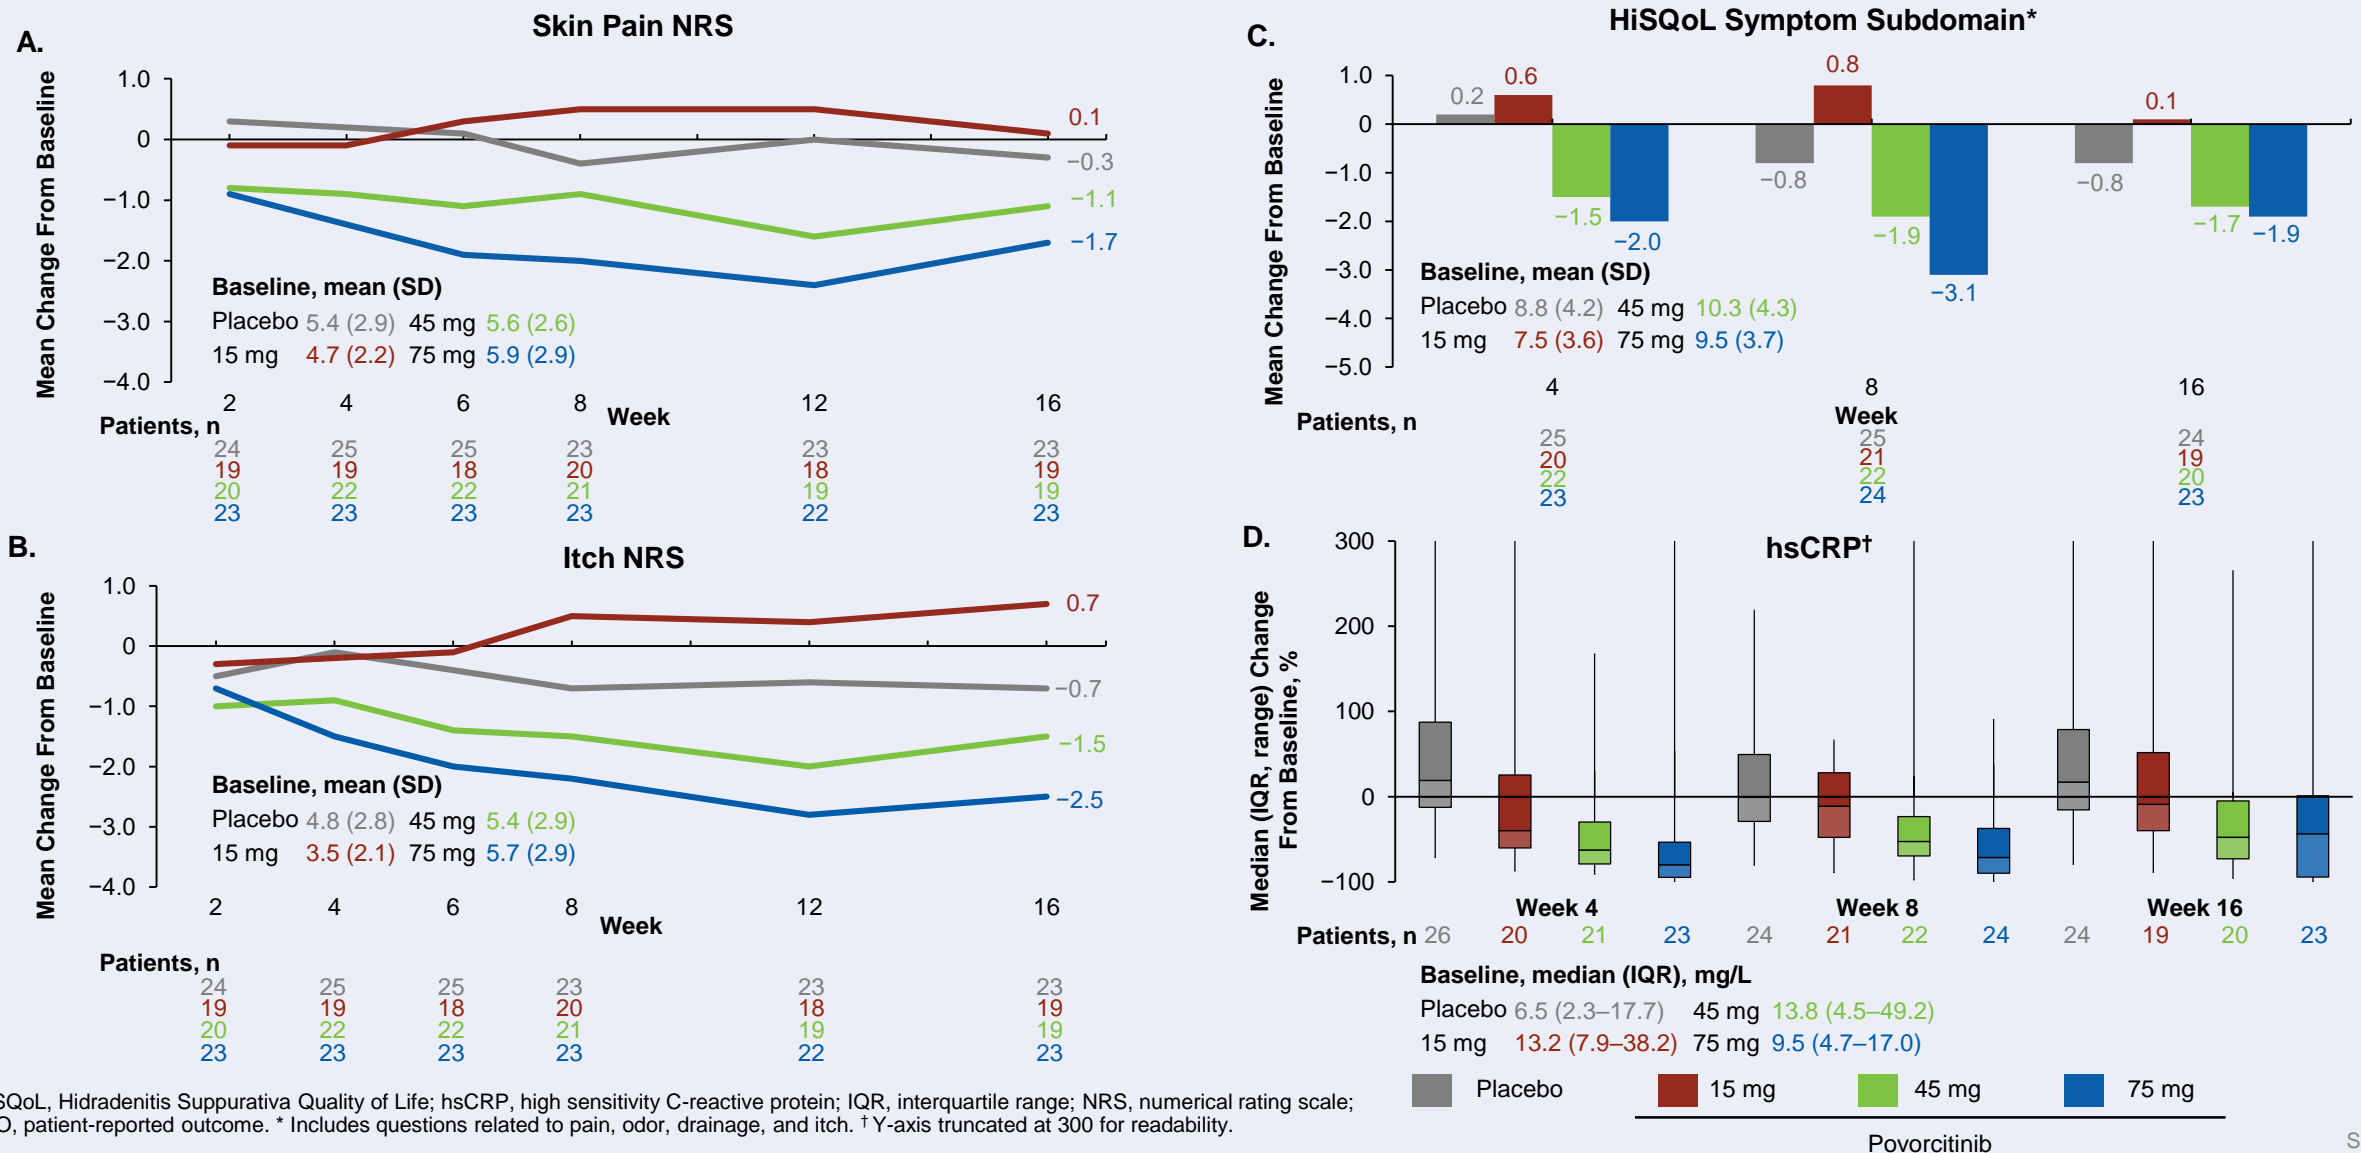 A.
Skin Pain NRS
Mean Change From Baseline
1.0
0
−1.0
−2.0
−3.0
−4.0
0.1
−0.3
−1.1
−1.7
Baseline, mean (SD)
Placebo 5.4 (2.9) 45 mg 5.6 (2.6)
15 mg 4.7 (2.2) 75 mg 5.9 (2.9)
2 4 6 8 12 16
Week
Patients, n
24 25 25 23 23 23
19 19 18 20 18 19
20 22 22 21 19 19
23 23 23 23 22 23
B.
Itch NRS
Mean Change From Baseline
1.0
0
−1.0
−2.0
−3.0
−4.0
0.7
−0.7
−1.5
−2.5
Baseline, mean (SD)
Placebo 4.8 (2.8) 45 mg 5.4 (2.9)
15 mg 3.5 (2.1) 75 mg 5.7 (2.9)
2 4 6 8 12 16
Week
Patients, n
24 25 25 23 23 23
19 19 18 20 18 19
20 22 22 21 19 19
23 23 23 23 22 23
C.
HiSQoL Symptom Subdomain*
Mean Change From Baseline
1.0
0
−1.0
−2.0
−3.0
−4.0
−5.0
0.2 0.6 −1.5 −2.0
−0.8 0.8 −1.9 −3.1
−0.8 0.1 −1.7 −1.9
Baseline, mean (SD)
Placebo 8.8 (4.2) 45 mg 10.3 (4.3)
15 mg 7.5 (3.6) 75 mg 9.5 (3.7)
4 8 16
Week
Patients, n
25 25 24
20 21 19
22 22 20
23 24 23
D.
hsCRP†
Median (IQR, range) Change
From Baseline, %
300
200
100
0
−100
Week 4 Week 8 Week 16
Patients, n 26 20 21 23 24 21 22 24 24 19 20 23
Baseline, median (IQR), mg/L
Placebo 6.5 (2.3–17.7) 45 mg 13.8 (4.5–49.2)
15 mg 13.2 (7.9–38.2) 75 mg 9.5 (4.7–17.0)
Placebo 15 mg 45 mg 75 mg
Povorcitinib
SQoL, Hidradenitis Suppurativa Quality of Life; hsCRP, high sensitivity C-reactive protein; IQR, interquartile range; NRS, numerical rating scale;
O, patient-reported outcome. * Includes questions related to pain, odor, drainage, and itch. † Y-axis truncated at 300 for readability.
S